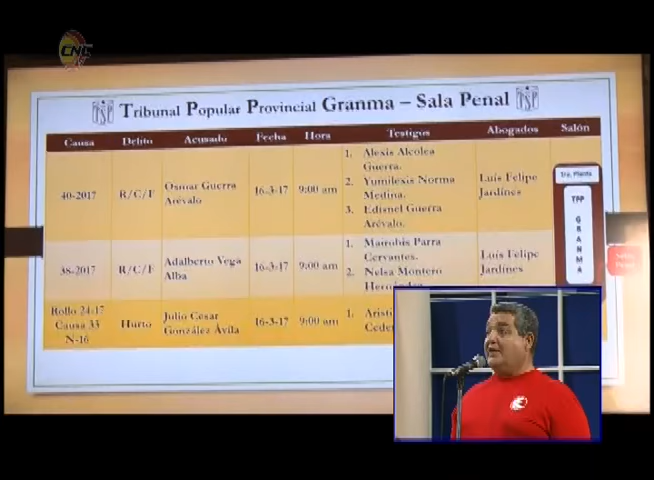 CNC
Tribunal Popular Provincial Granma – Sala Penal
TSP
TSP
Causa Delito Acusado Fecha Hora Testigos Abogados Salón
40-2017 R/C/F Osmar Guerra Arévalo 16-3-17 9:00 am
1. Alexis Alcolea Guerra.
2. Yumilexis Norma Medina.
3. Edisnel Guerra Arévalo.
Luis Felipe Jardines
TPP GRANMA
38-2017 R/C/F Adalberto Vega Alba 16-3-17 9:00 am
1. Parra Cervantes.
2. Nelsa Montero
Luis Felipe Jardines
Rollo 24-17 Causa 33 N-16 Hurto Julio Cesar González Ávila 16-3-17 9:00 am
1.